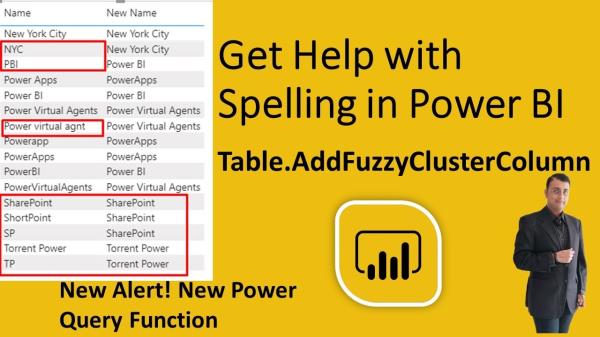 Name New Name
New York City New York City
NYC New York City
PBI Power BI
Power Apps PowerApps
Power BI Power BI
Power Virtual Agents Power Virtual Agents
Power virtual agnt Power Virtual Agents
Powerapp PowerApps
PowerApps PowerApps
PowerBI Power BI
PowerVirtualAgents Power Virtual Agents
SharePoint SharePoint
ShortPoint SharePoint
SP SharePoint
Torrent Power Torrent Power
TP Torrent Power
Get Help with
Spelling in Power BI
Table.AddFuzzyClusterColumn
New Alert! New Power
Query Function